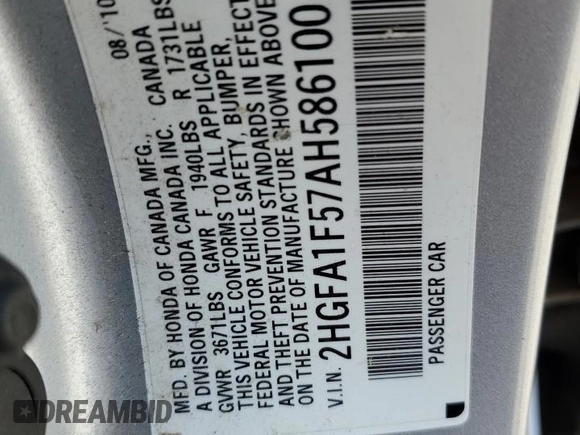 MFD. BY HONDA OF CANADA MFG., CANADA 08/'10
A DIVISION OF HONDA CANADA INC.
GVWR 3671LBS GAWR F 1940LBS R 1731LBS
THIS VEHICLE CONFORMS TO ALL APPLICABLE
FEDERAL MOTOR VEHICLE SAFETY, BUMPER,
AND THEFT PREVENTION STANDARDS IN EFFECT
ON THE DATE OF MANUFACTURE SHOWN ABOVE
V.I.N. 2HGFA1F57AH586100
PASSENGER CAR
DREAMBID